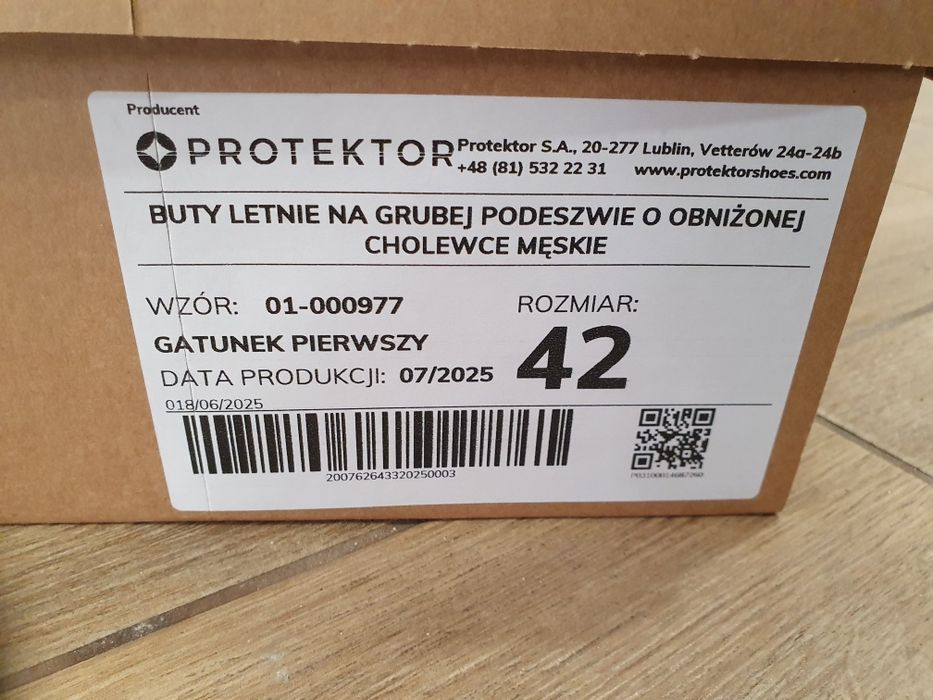 Producent
PROTEKTOR
Protektor S.A., 20-277 Lublin, Vetterów 24a-24b
+48 (81) 532 22 31 www.protektorshoes.com
BUTY LETNIE NA GRUBEJ PODESZWIE O OBNIŻONEJ
CHOLEWCE MĘSKIE
WZÓR: 01-000977
ROZMIAR:
GATUNEK PIERWSZY
42
DATA PRODUKCJI: 07/2025
018/06/2025
200762643320250003